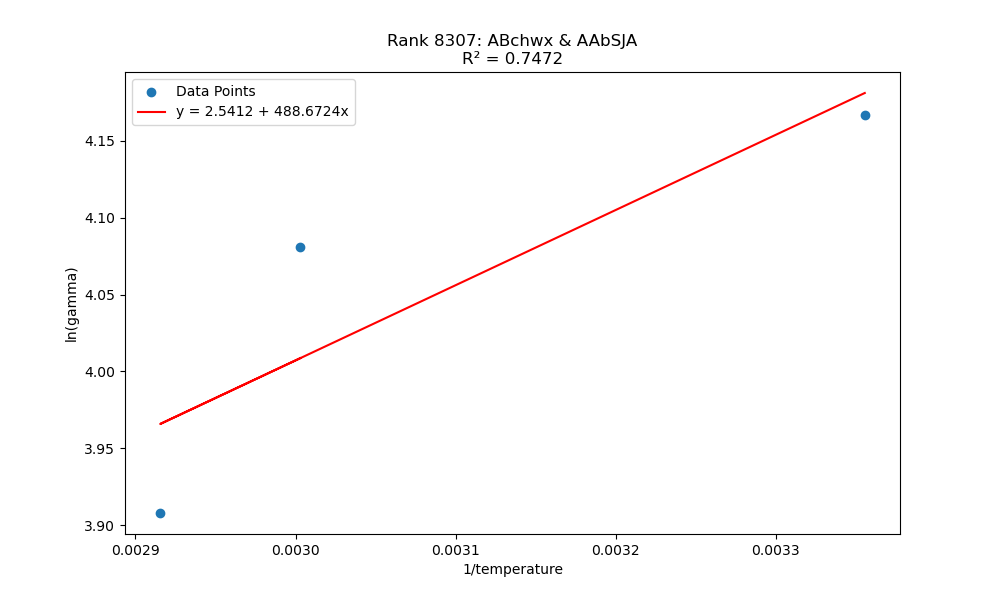 Rank 8307: ABchwx & AAbSJA
R² = 0.7472
Data Points
y = 2.5412 + 488.6724x
4.15
4.10
4.05
4.00
3.95
3.90
ln(gamma)
0.0029
0.0030
0.0031
0.0032
0.0033
1/temperature